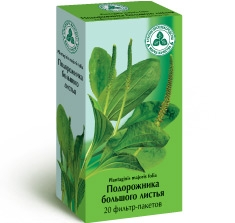 Plantaginis majoris folia
Подорожника
большого листья
20 фильтр-пакетов